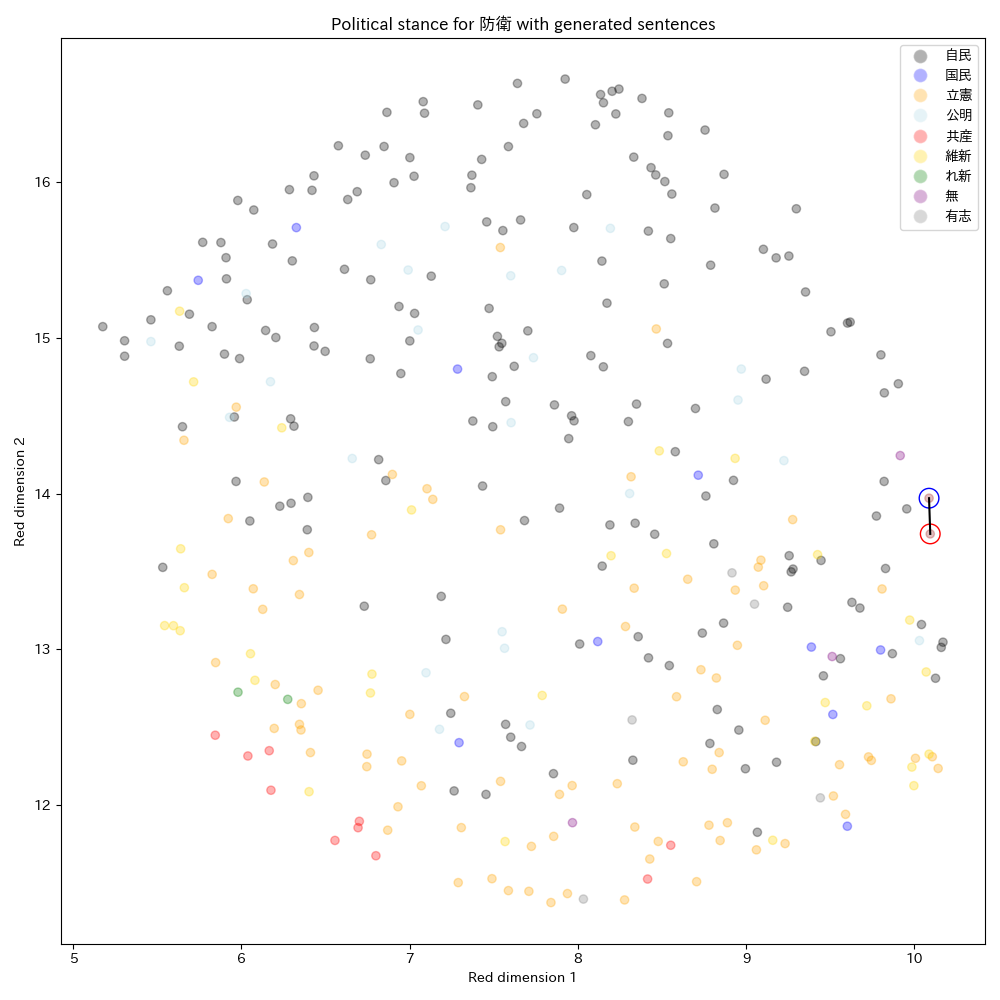 Political stance for 防衛 with generated sentences
自民
国民
立憲
公明
共産
維新
れ新
無
有志
Red dimension 2
16
15
14
13
12
5 6 7 8 9 10
Red dimension 1